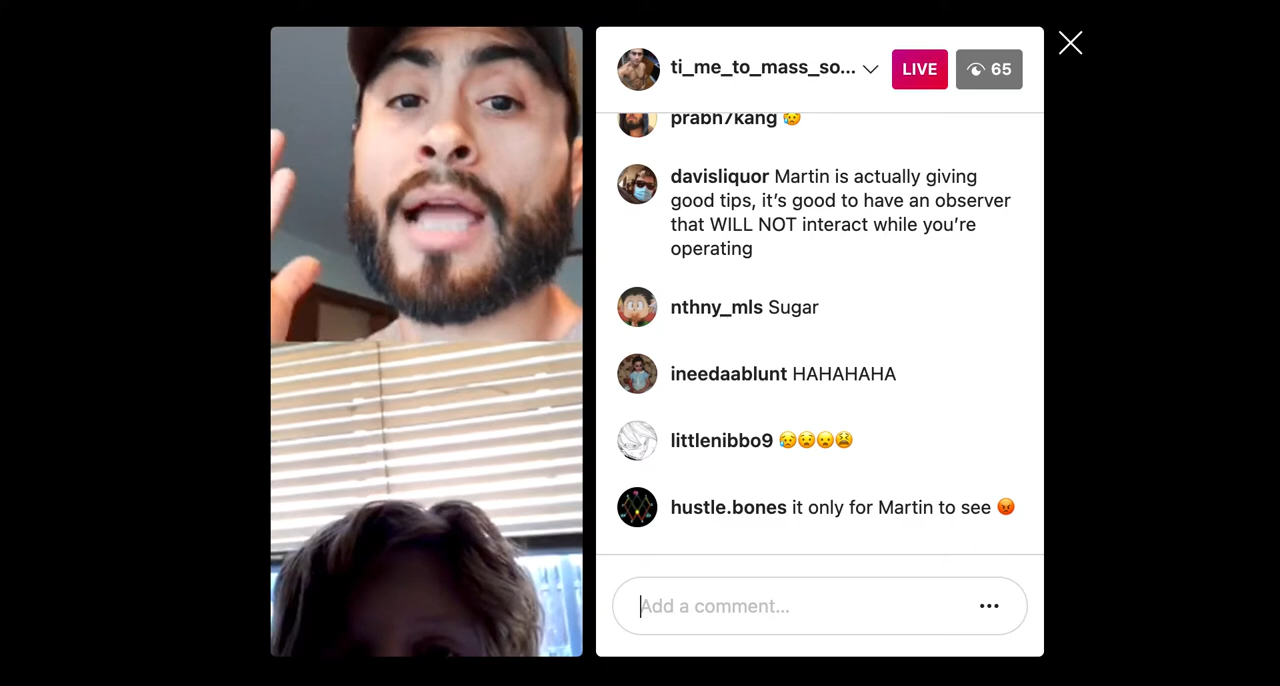 ti_me_to_mass_so...
LIVE
65
prabh7kang 😥
davisliquor Martin is actually giving
good tips, it’s good to have an observer
that WILL NOT interact while you’re
operating
nthny_mls Sugar
ineedaablunt HAHAHAHA
littlenibbo9 😥😧😦😫
hustle.bones it only for Martin to see 😡
Add a comment...